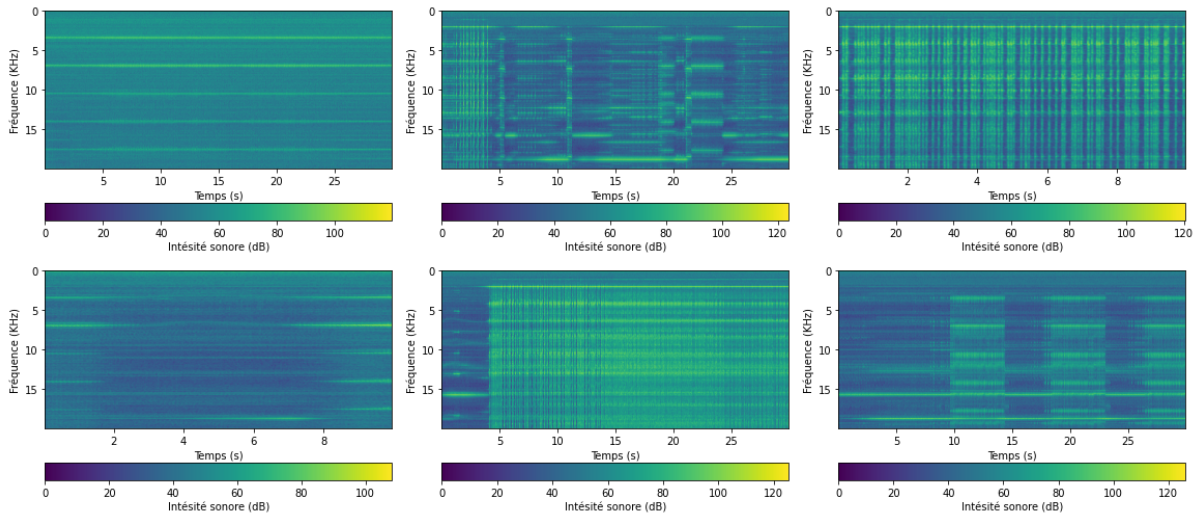 0
5
10
15
Fréquence (KHz)
5 10 15 20 25
Temps (s)
0 20 40 60 80 100
Intésité sonore (dB)
0
5
10
15
Fréquence (KHz)
5 10 15 20 25
Temps (s)
0 20 40 60 80 100 120
Intésité sonore (dB)
0
5
10
15
Fréquence (KHz)
2 4 6 8
Temps (s)
0 20 40 60 80 100 120
Intésité sonore (dB)
0
5
10
15
Fréquence (KHz)
2 4 6 8
Temps (s)
0 20 40 60 80 100
Intésité sonore (dB)
0
5
10
15
Fréquence (KHz)
5 10 15 20 25
Temps (s)
0 20 40 60 80 100 120
Intésité sonore (dB)
0
5
10
15
Fréquence (KHz)
5 10 15 20 25
Temps (s)
0 20 40 60 80 100 120
Intésité sonore (dB)